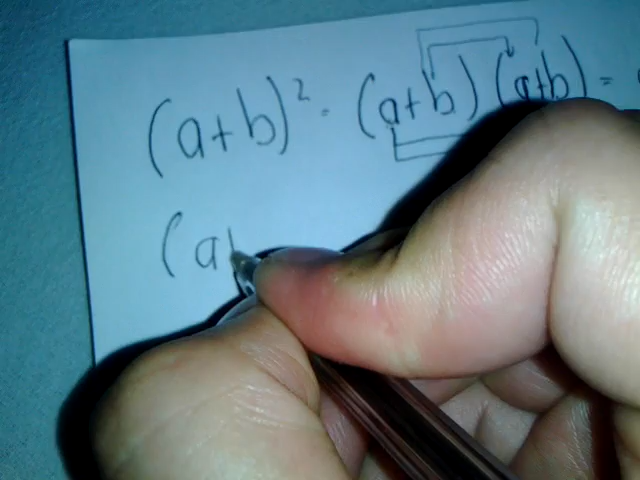 (a+b)² = (a+b)(a+b) =
(a